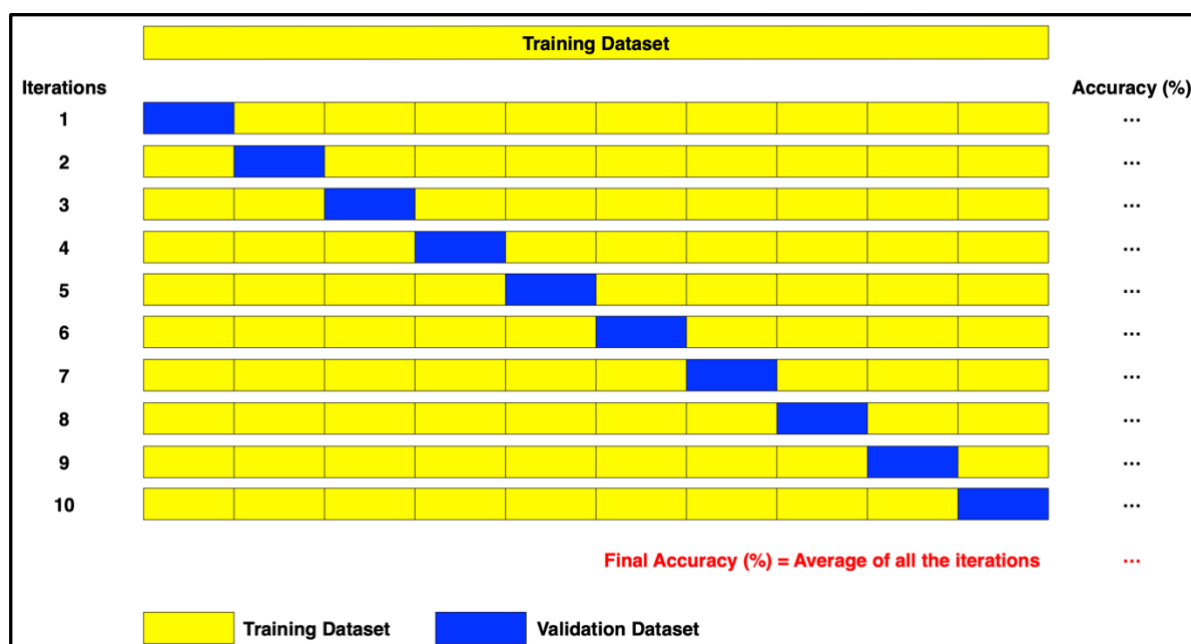 Training Dataset
Iterations Accuracy (%)
1 ...
2 ...
3 ...
4 ...
5 ...
6 ...
7 ...
8 ...
9 ...
10 ...
Final Accuracy (%) = Average of all the iterations ...
Training Dataset Validation Dataset